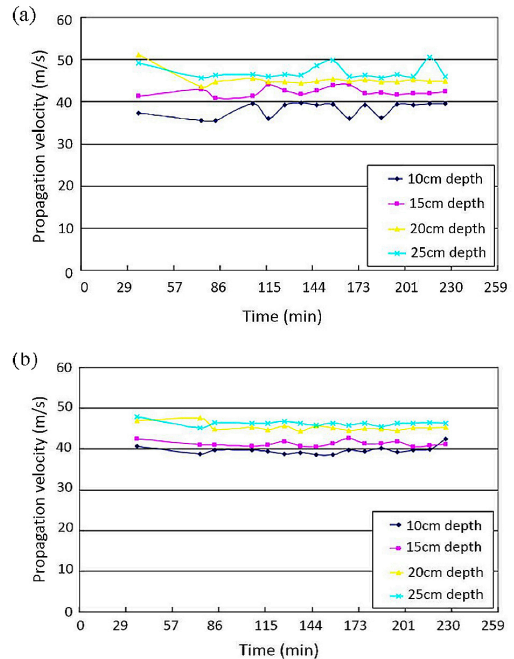 (a)
Propagation velocity (m/s)
60
50
40
30
20
10
0
10cm depth
15cm depth
20cm depth
25cm depth
0 29 57 86 115 144 173 201 230 259
Time (min)
(b)
Propagation velocity (m/s)
60
50
40
30
20
10
0
10cm depth
15cm depth
20cm depth
25cm depth
0 29 57 86 115 144 173 201 230 259
Time (min)